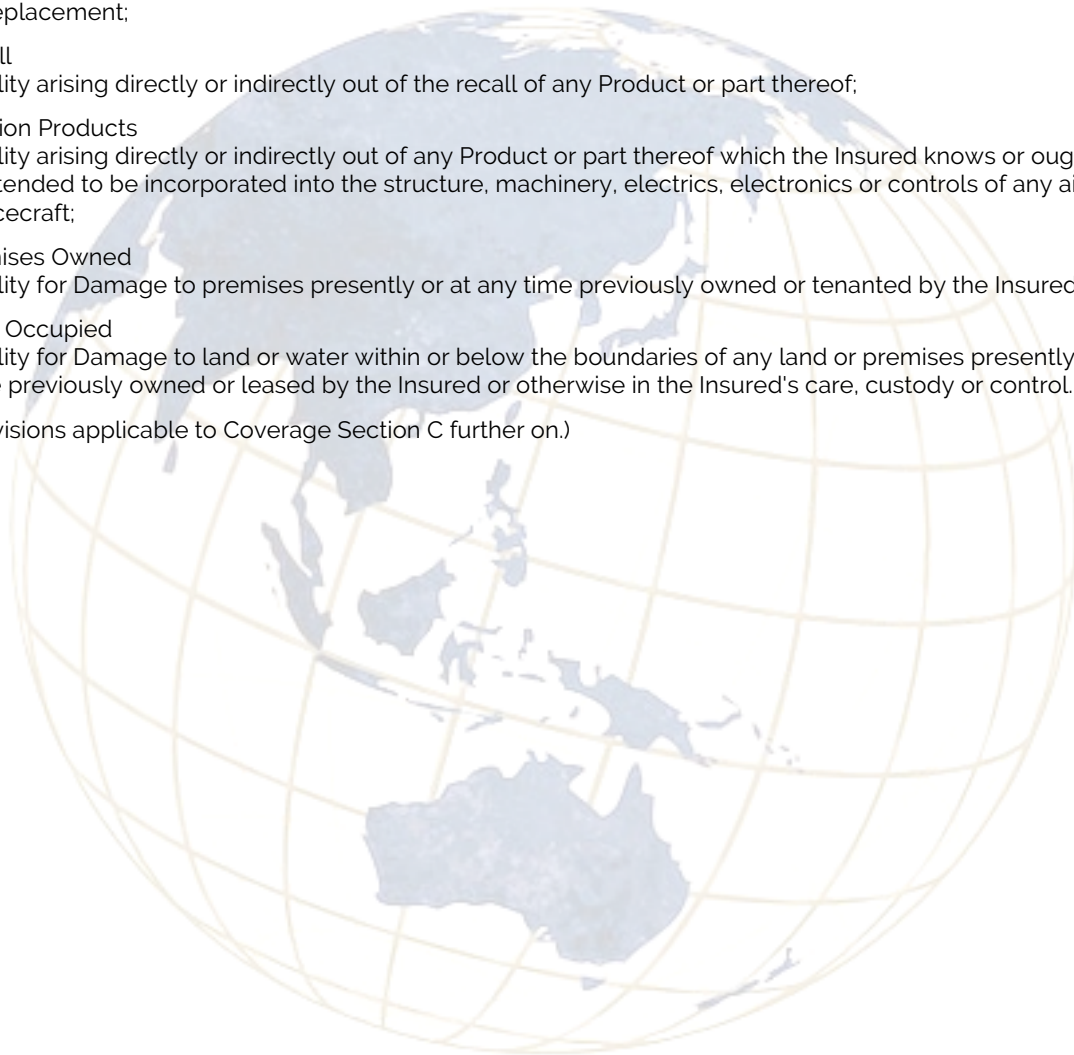 eplacement;
ll
lity arising directly or indirectly out of the recall of any Product or part thereof;
ion Products
lity arising directly or indirectly out of any Product or part thereof which the Insured knows or oug
tended to be incorporated into the structure, machinery, electrics, electronics or controls of any ai
cecraft;
ises Owned
lity for Damage to premises presently or at any time previously owned or tenanted by the Insured
Occupied
lity for Damage to land or water within or below the boundaries of any land or premises presently
e previously owned or leased by the Insured or otherwise in the Insured's care, custody or control.
visions applicable to Coverage Section C further on.)